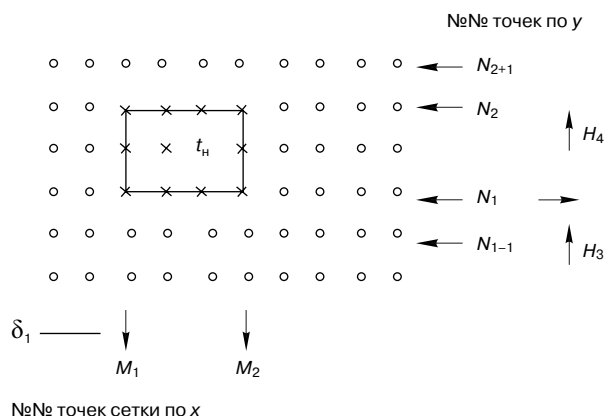 №№ точек по y
N2+1
N2
H4
tн
N1
N1−1
H3
δ1
M1
M2
№№ точек сетки по x